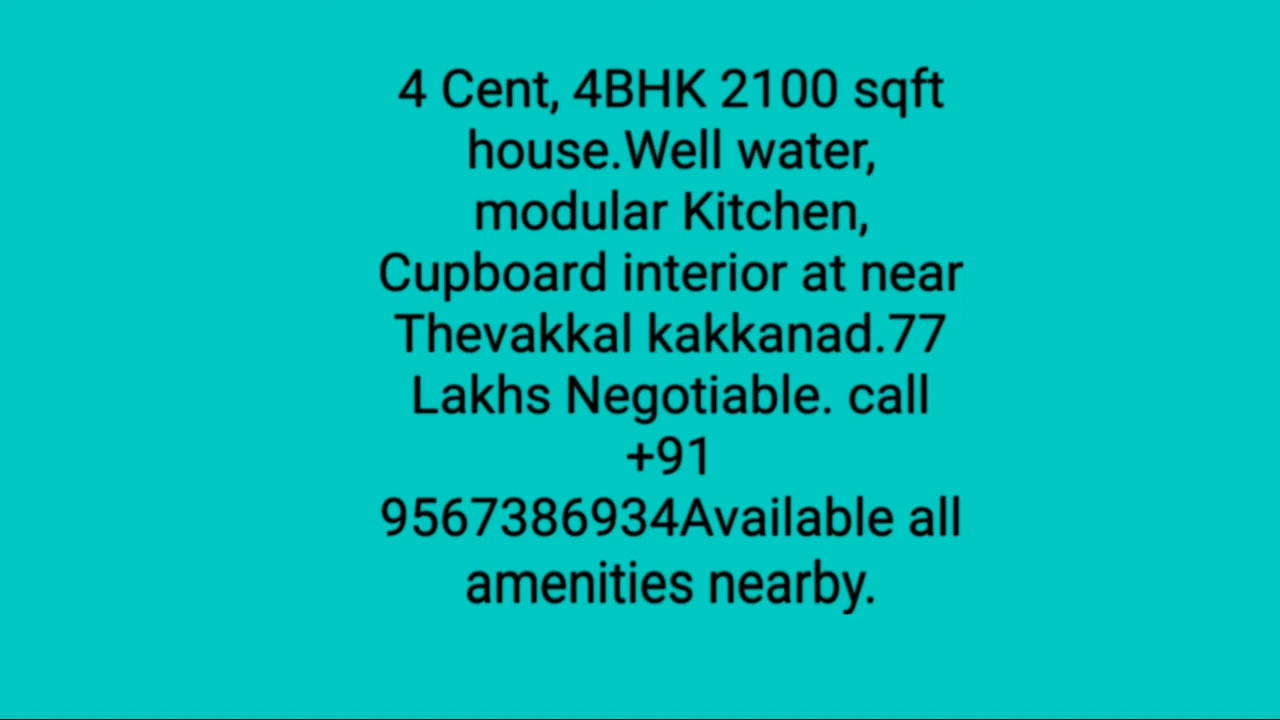 4 Cent, 4BHK 2100 sqft
house.Well water,
modular Kitchen,
Cupboard interior at near
Thevakkal kakkanad.77
Lakhs Negotiable. call
+91
9567386934Available all
amenities nearby.